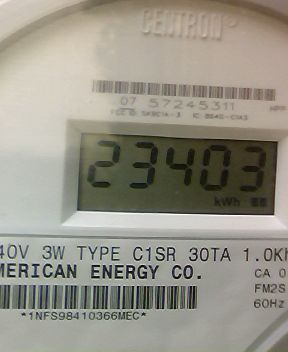 CENTRON®
07 57245311
23403
kWh
40V 3W TYPE C1SR 30TA 1.0Kh
MERICAN ENERGY CO.
CA 0
FM2S
60Hz
*1NFS98410366MEC*